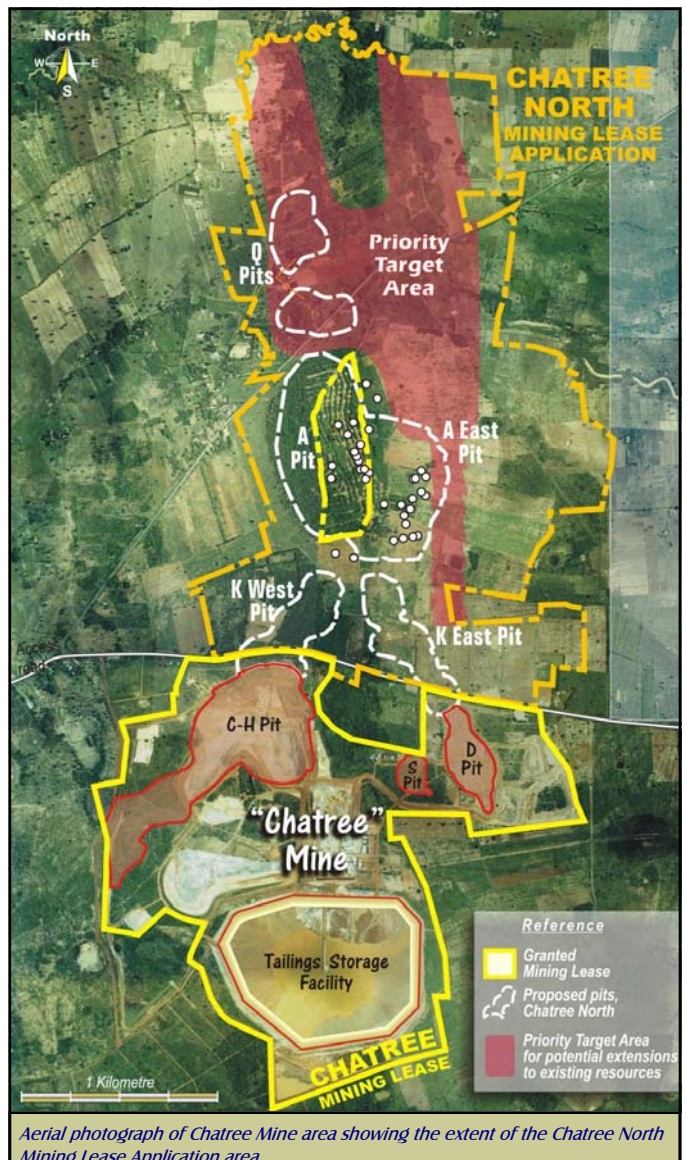 North
W
E
S
CHATREE
NORTH
MINING LEASE
APPLICATION
Q
Pits
Priority
Target
Area
A
Pit
A East
Pit
K West
Pit
K East Pit
Access
road
C-H Pit
S
Pit
D
Pit
"Chatree"
Mine
Tailings Storage
Facility
CHATREE
MINING LEASE
1 Kilometre
Reference
Granted
Mining Lease
Proposed pits,
Chatree North
Priority Target Area
for potential extensions
to existing resources
Aerial photograph of Chatree Mine area showing the extent of the Chatree North
Mining Lease Application area